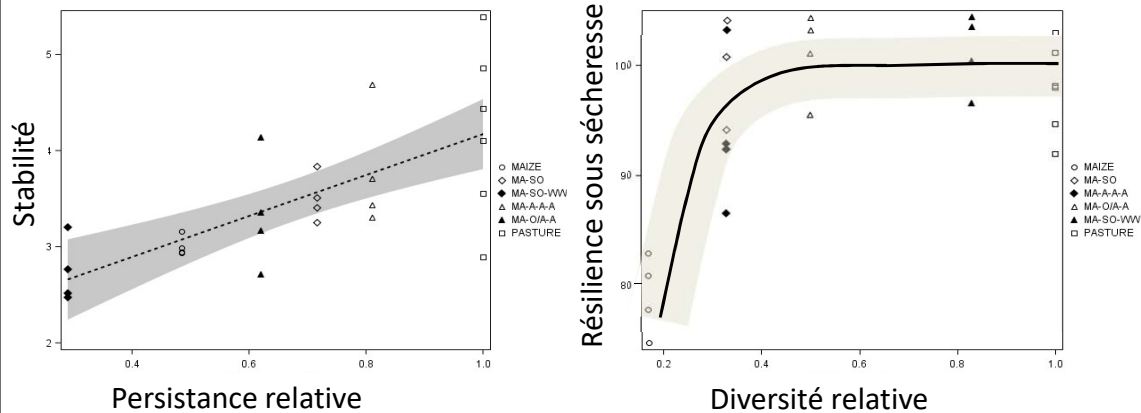 Stabilité
5
4
3
2
0.4 0.6 0.8 1.0
Persistance relative
MAIZE
MA-SO
MA-SO-WW
MA-A-A-A
MA-O/A-A
PASTURE
Résilience sous sécheresse
100
90
80
0.2 0.4 0.6 0.8 1.0
Diversité relative
MAIZE
MA-SO
MA-A-A-A
MA-O/A-A
MA-SO-WW
PASTURE